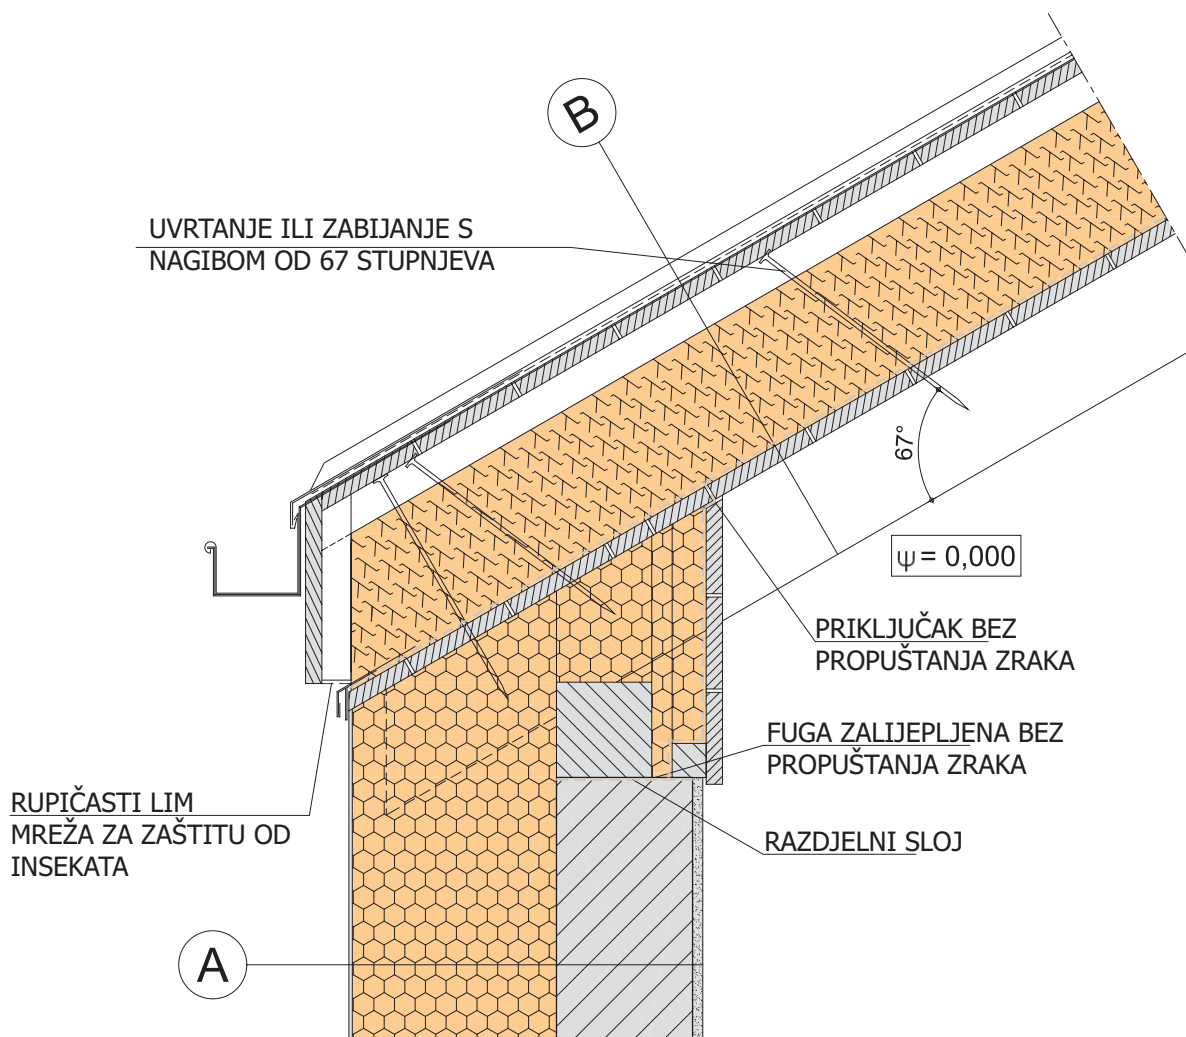 B
UVRTANJE ILI ZABIJANJE S
NAGIBOM OD 67 STUPNJEVA
67°
ψ = 0,000
PRIKLJUČAK BEZ
PROPUŠTANJA ZRAKA
FUGA ZALIJEPLJENA BEZ
PROPUŠTANJA ZRAKA
RUPIČASTI LIM
MREŽA ZA ZAŠTITU OD
INSEKATA
RAZDJELNI SLOJ
A